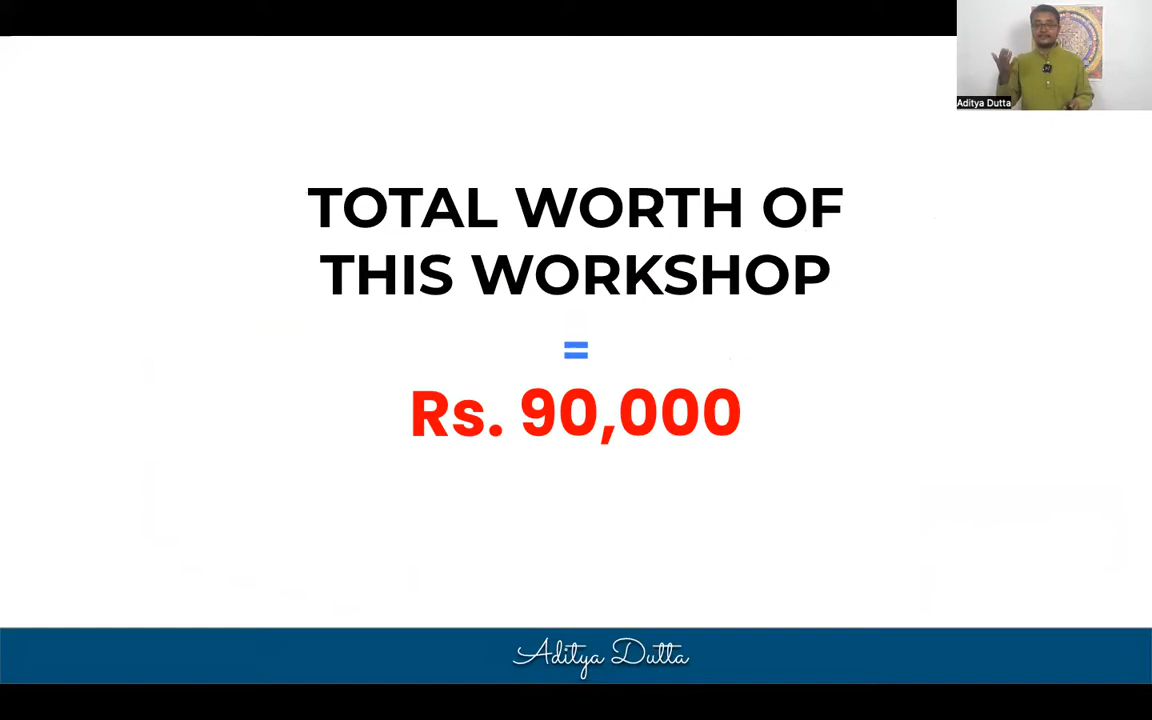 Aditya Dutta
TOTAL WORTH OF
THIS WORKSHOP
=
Rs. 90,000
Aditya Dutta